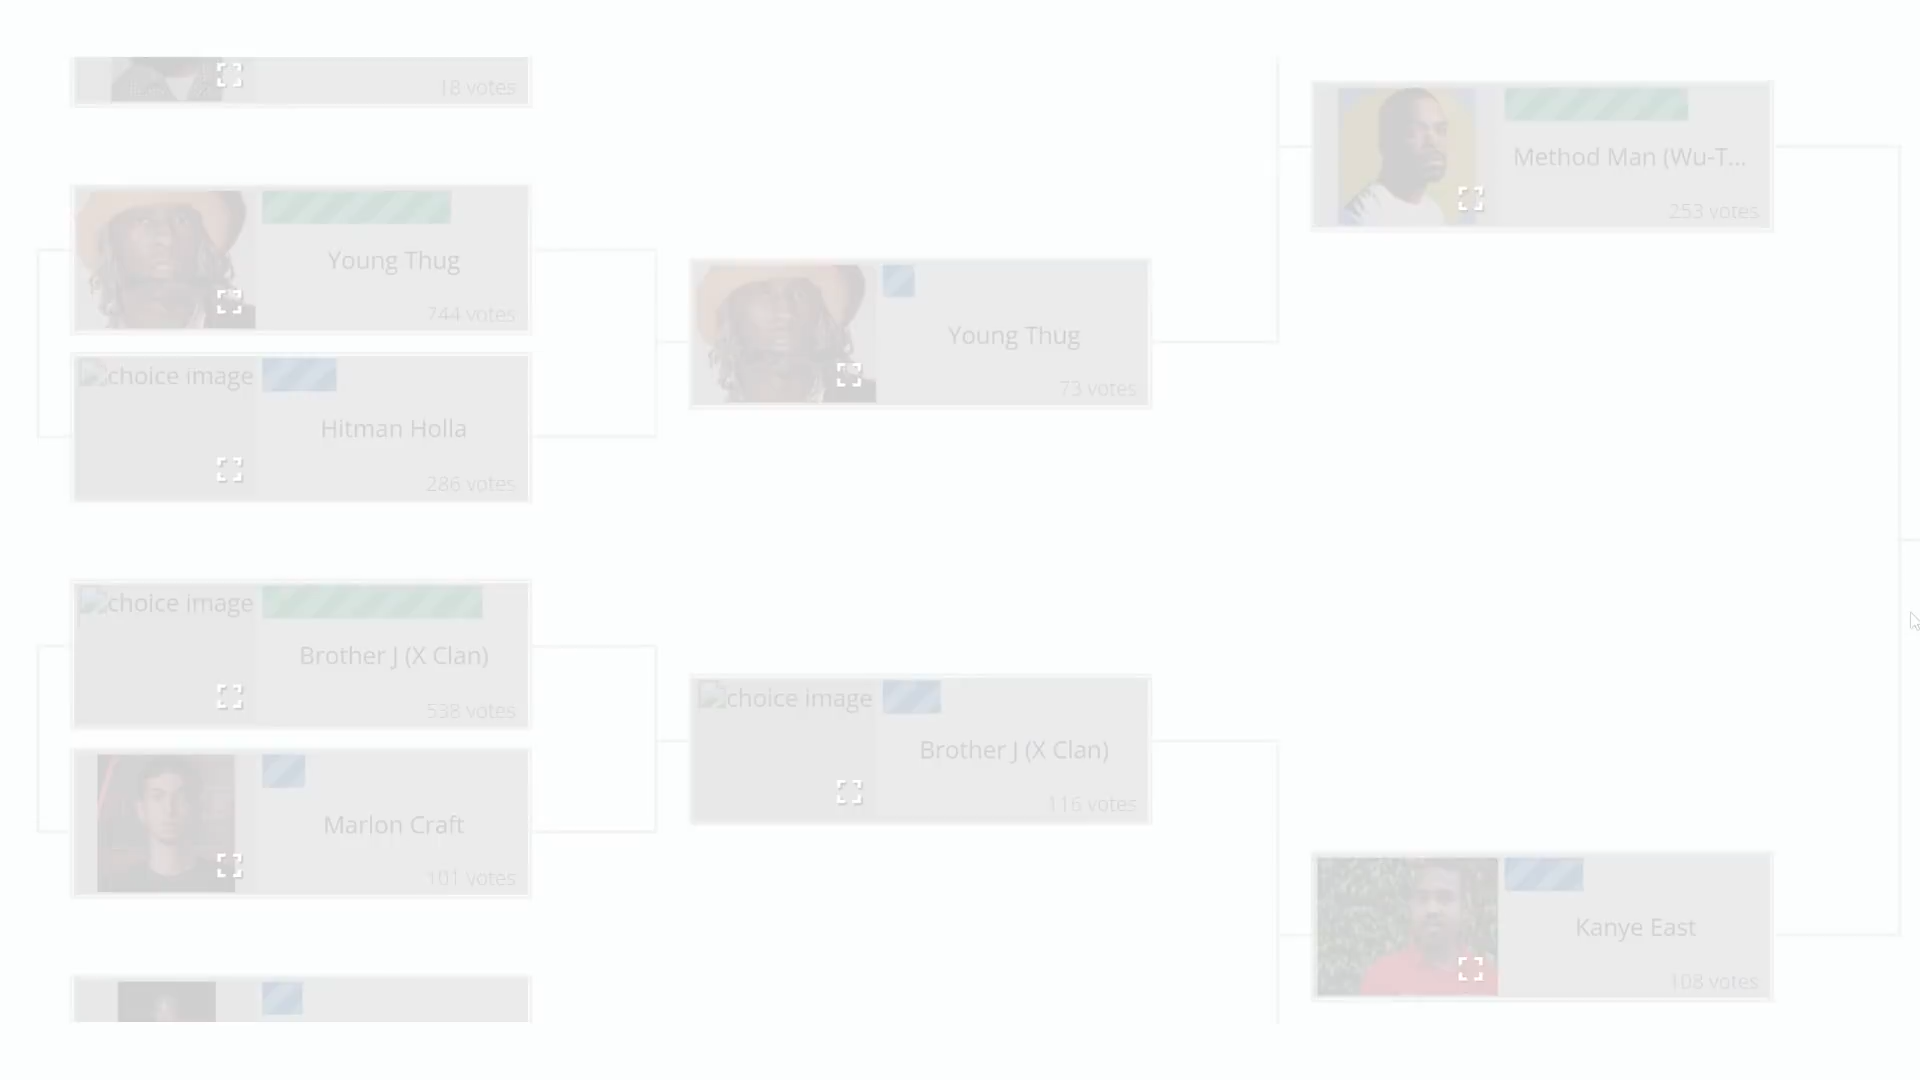 18 votes
Method Man (Wu-T...
253 votes
Young Thug
744 votes
choice image
Hitman Holla
286 votes
Young Thug
73 votes
choice image
Brother J (X Clan)
538 votes
Marlon Craft
101 votes
choice image
Brother J (X Clan)
116 votes
Kanye East
108 votes